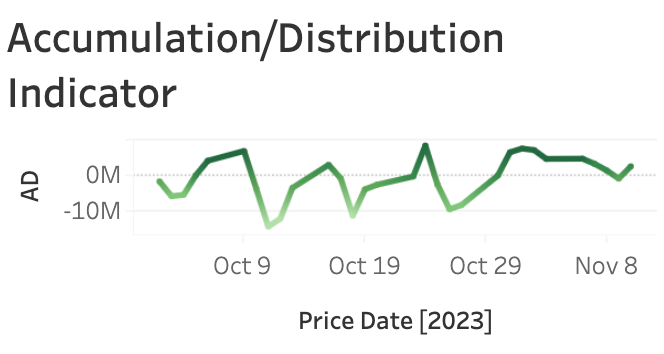 Accumulation/Distribution
Indicator
AD
0M
-10M
Oct 9 Oct 19 Oct 29 Nov 8
Price Date [2023]